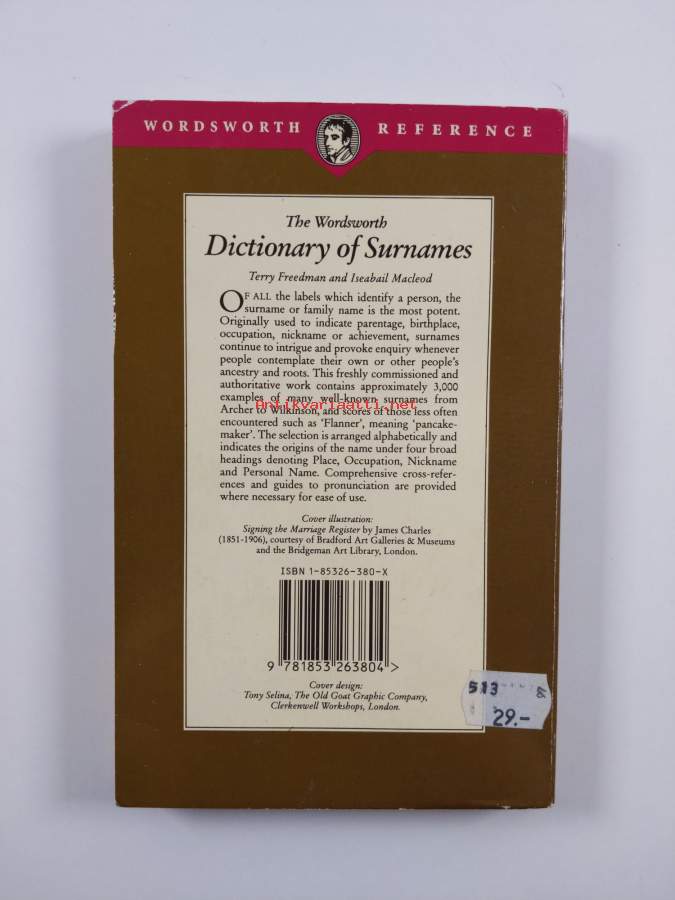 WORDSWORTH REFERENCE
The Wordsworth
Dictionary of Surnames
Terry Freedman and Iseabail Macleod
OF ALL the labels which identify a person, the
surname or family name is the most potent.
Originally used to indicate parentage, birthplace,
occupation, nickname or achievement, surnames
continue to intrigue and provoke enquiry whenever
people contemplate their own or other people's
ancestry and roots. This freshly commissioned and
authoritative work contains approximately 3,000
examples of many well-known surnames from
Antikvariaatti.net
Archer to Wilkinson, and scores of those less often
encountered such as 'Flanner', meaning 'pancake-
maker'. The selection is arranged alphabetically and
indicates the origins of the name under four broad
headings denoting Place, Occupation, Nickname
and Personal Name. Comprehensive cross-refer-
ences and guides to pronunciation are provided
where necessary for ease of use.
Cover illustration:
Signing the Marriage Register by James Charles
(1851-1906), courtesy of Bradford Art Galleries & Museums
and the Bridgeman Art Library, London.
ISBN 1-85326-380-X
9 781853 263804 >
Cover design:
Tony Selina, The Old Goat Graphic Company,
Clerkenwell Workshops, London.
29.-